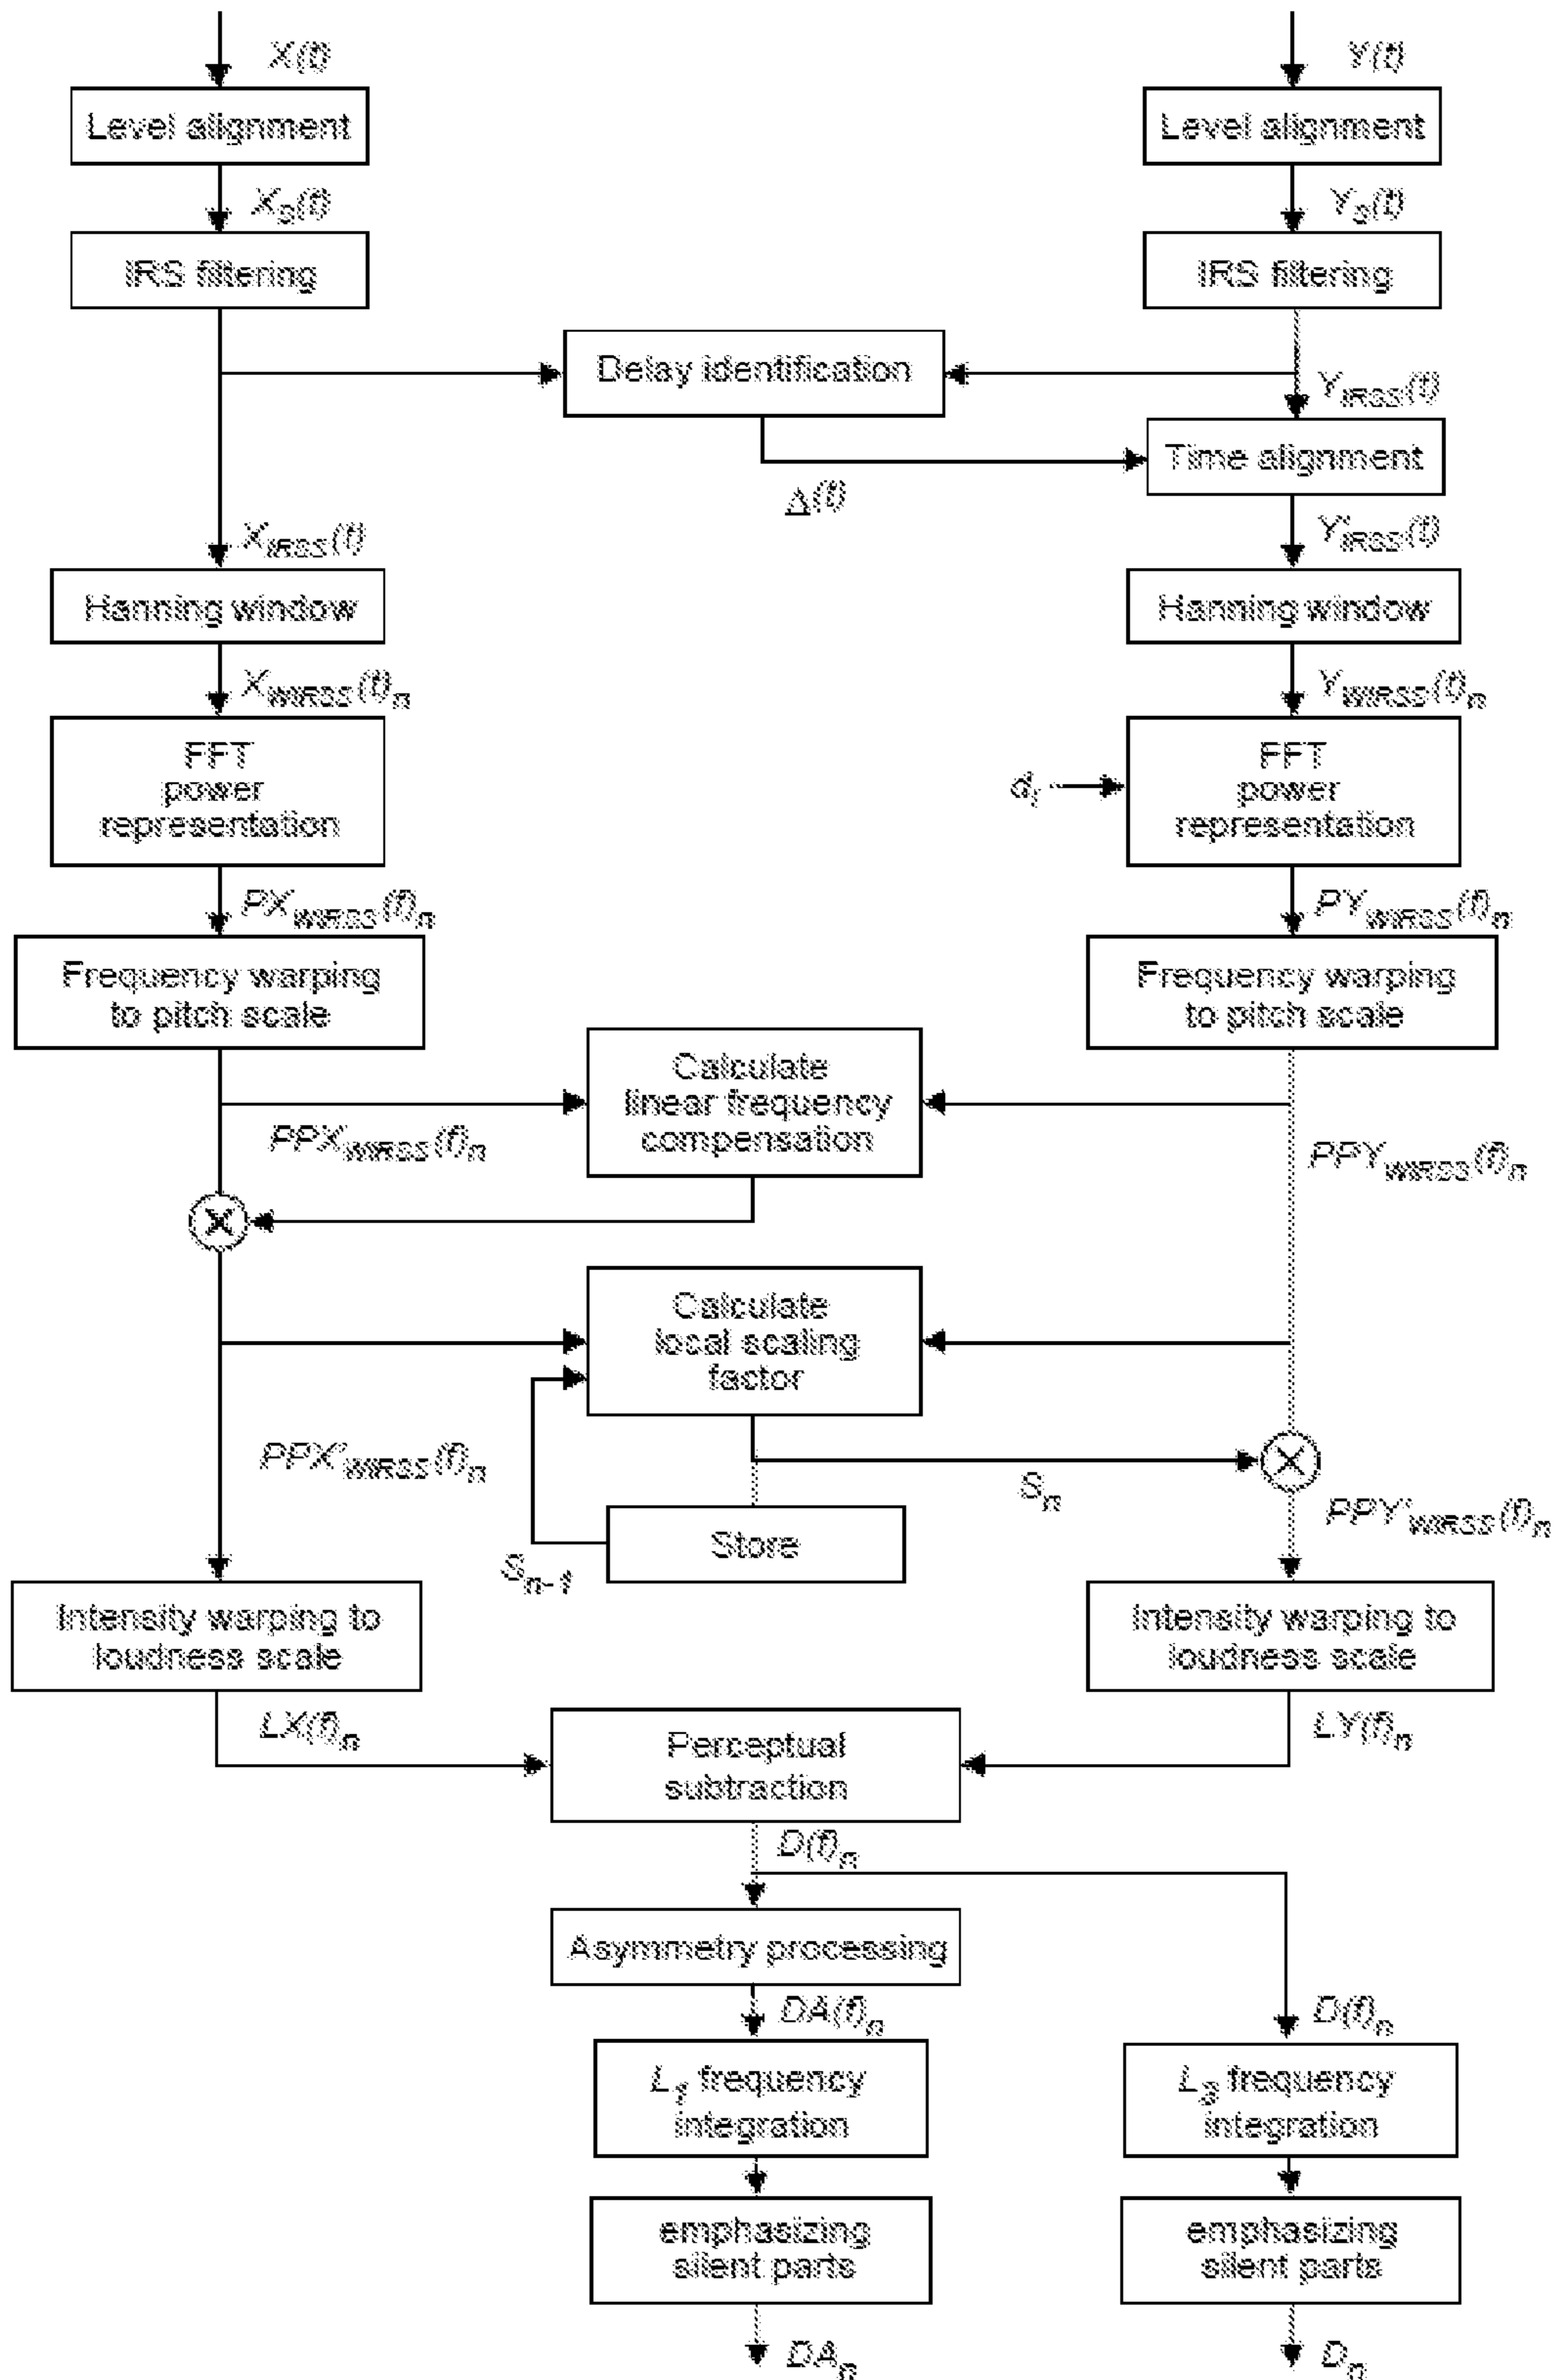 X(t)
Y(t)
Level alignment
Level alignment
X_S(t)
Y_S(t)
IRS filtering
IRS filtering
Delay identification
Y_IRSS(t)
Time alignment
Δ(t)
X_IRSS(t)
Y'_IRSS(t)
Hanning window
Hanning window
X_WIRSS(t)_n
Y_WIRSS(t)_n
FFT
power
representation
d_i
FFT
power
representation
PX_WIRSS(f)_n
PY_WIRSS(f)_n
Frequency warping
to pitch scale
Frequency warping
to pitch scale
Calculate
linear frequency
compensation
PPX_WIRSS(f)_n
PPY_WIRSS(f)_n
×
Calculate
local scaling
factor
PPX'_WIRSS(f)_n
S_n
×
PPY'_WIRSS(f)_n
Store
S_n-1
Intensity warping to
loudness scale
Intensity warping to
loudness scale
LX(f)_n
LY(f)_n
Perceptual
subtraction
D(f)_n
Asymmetry processing
DA(f)_n
D(f)_n
L_1 frequency
integration
L_3 frequency
integration
emphasizing
silent parts
emphasizing
silent parts
DA_n
D_n